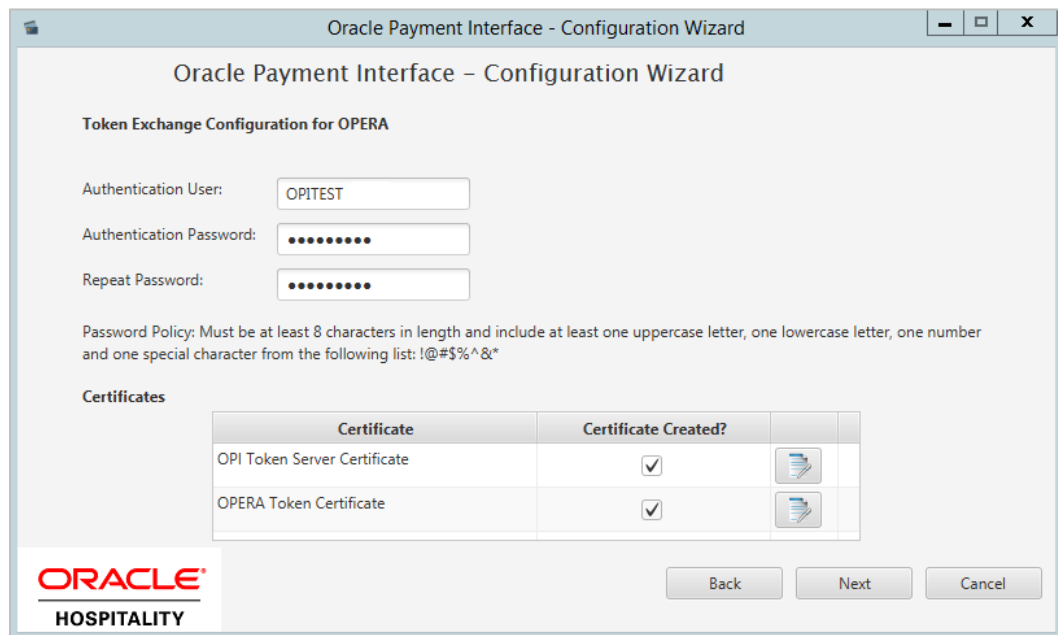 Oracle Payment Interface - Configuration Wizard
Oracle Payment Interface – Configuration Wizard
Token Exchange Configuration for OPERA
Authentication User: OPITEST
Authentication Password: •••••••••
Repeat Password: •••••••••
Password Policy: Must be at least 8 characters in length and include at least one uppercase letter, one lowercase letter, one number
and one special character from the following list: !@#$%^&*
Certificates
Certificate Certificate Created?
OPI Token Server Certificate
OPERA Token Certificate
ORACLE®
HOSPITALITY
Back Next Cancel